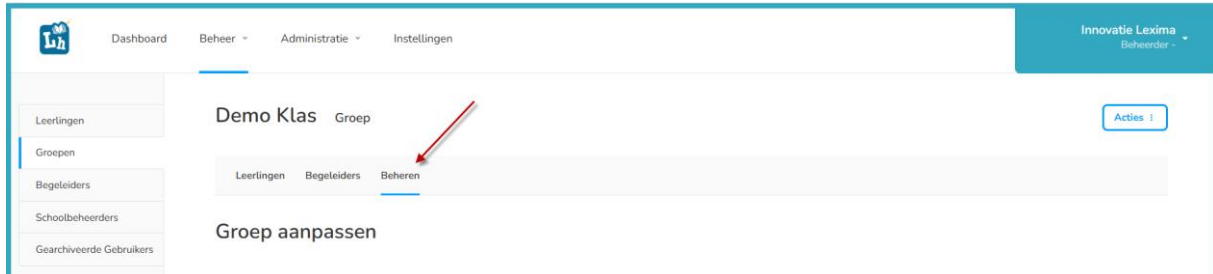 Lh
Dashboard Beheer Administratie Instellingen
Innovatie Lexima
Beheerder -
Leerlingen
Groepen
Begeleiders
Schoolbeheerders
Gearchiveerde Gebruikers
Demo Klas Groep
Acties
Leerlingen Begeleiders Beheren
Groep aanpassen